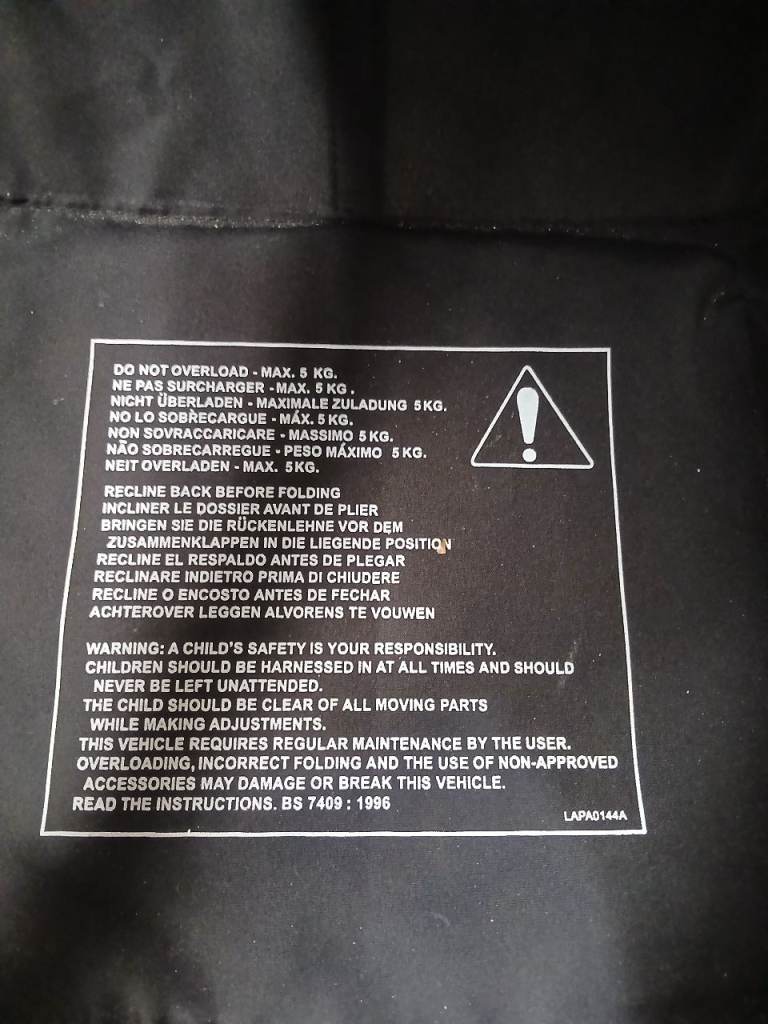 DO NOT OVERLOAD - MAX. 5 KG.
NE PAS SURCHARGER - MAX. 5 KG .
NICHT ÜBERLADEN - MAXIMALE ZULADUNG 5KG.
NO LO SOBRECARGUE - MÁX. 5 KG.
NON SOVRACCARICARE - MASSIMO 5 KG.
NÃO SOBRECARREGUE - PESO MÁXIMO 5 KG.
NEIT OVERLADEN - MAX. 5KG.
RECLINE BACK BEFORE FOLDING
INCLINER LE DOSSIER AVANT DE PLIER
BRINGEN SIE DIE RÜCKENLEHNE VOR DEM
ZUSAMMENKLAPPEN IN DIE LIEGENDE POSITION
RECLINE EL RESPALDO ANTES DE PLEGAR
RECLINARE INDIETRO PRIMA DI CHIUDERE
RECLINE O ENCOSTO ANTES DE FECHAR
ACHTEROVER LEGGEN ALVORENS TE VOUWEN
WARNING: A CHILD'S SAFETY IS YOUR RESPONSIBILITY.
CHILDREN SHOULD BE HARNESSED IN AT ALL TIMES AND SHOULD
NEVER BE LEFT UNATTENDED.
THE CHILD SHOULD BE CLEAR OF ALL MOVING PARTS
WHILE MAKING ADJUSTMENTS.
THIS VEHICLE REQUIRES REGULAR MAINTENANCE BY THE USER.
OVERLOADING, INCORRECT FOLDING AND THE USE OF NON-APPROVED
ACCESSORIES MAY DAMAGE OR BREAK THIS VEHICLE.
READ THE INSTRUCTIONS. BS 7409 : 1996
LAPA0144A